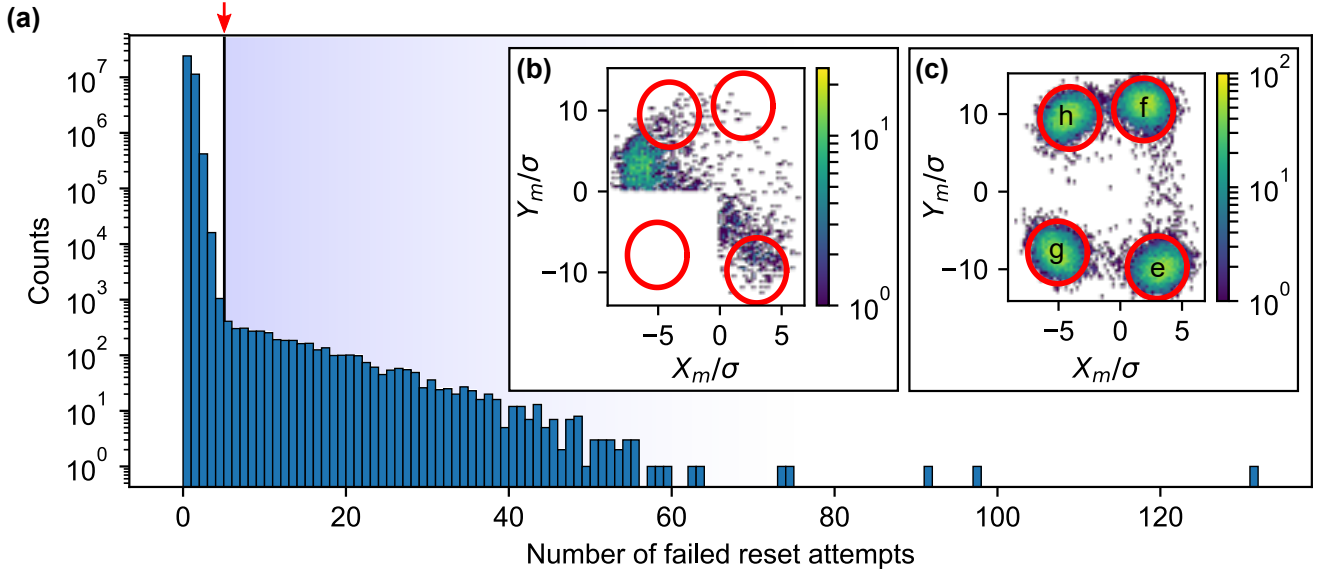 (a)
Counts
10^7
10^6
10^5
10^4
10^3
10^2
10^1
10^0
0 20 40 60 80 100 120
Number of failed reset attempts
(b)
Y_m/σ
10
0
−10
−5 0 5
X_m/σ
10^1
10^0
(c)
Y_m/σ
10
0
−10
h f
g e
−5 0 5
X_m/σ
10^2
10^1
10^0